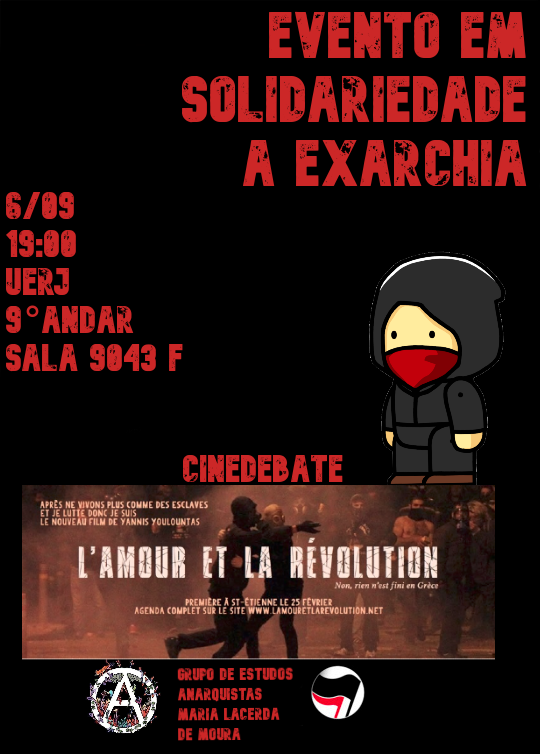 EVENTO EM
SOLIDARIEDADE
A EXARCHIA
6/09
19:00
UERJ
9°ANDAR
SALA 9043 F
CINEDEBATE
APRÈS NE VIVONS PLUS COMME DES ESCLAVES
ET JE LUTTE DONC JE SUIS
LE NOUVEAU FILM DE YANNIS YOULOUNTAS
L'AMOUR ET LA RÉVOLUTION
Non, rien n'est fini en Grèce
PREMIÈRE À ST-ÉTIENNE LE 25 FÉVRIER
AGENDA COMPLET SUR LE SITE WWW.LAMOURETLAREVOLUTION.NET
GRUPO DE ESTUDOS
ANARQUISTAS
MARIA LACERDA
DE MOURA